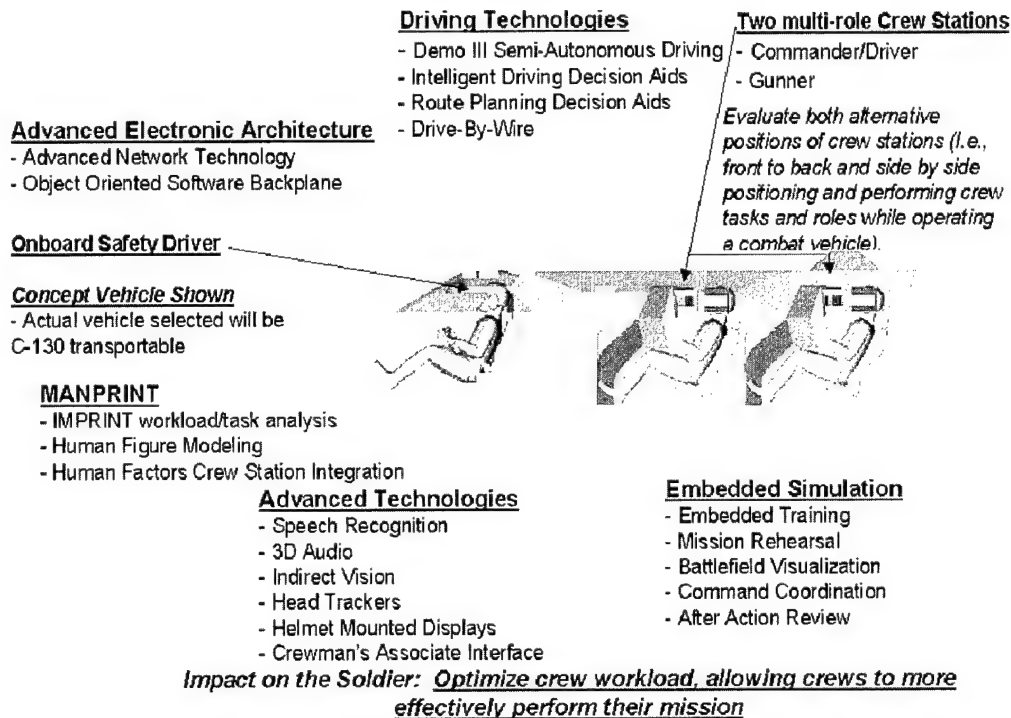 Driving Technologies
- Demo III Semi-Autonomous Driving
- Intelligent Driving Decision Aids
- Route Planning Decision Aids
- Drive-By-Wire
Two multi-role Crew Stations
- Commander/Driver
- Gunner
Evaluate both alternative
positions of crew stations (I.e.,
front to back and side by side
positioning and performing crew
tasks and roles while operating
a combat vehicle).
Advanced Electronic Architecture
- Advanced Network Technology
- Object Oriented Software Backplane
Onboard Safety Driver
Concept Vehicle Shown
- Actual vehicle selected will be
C-130 transportable
MANPRINT
- IMPRINT workload/task analysis
- Human Figure Modeling
- Human Factors Crew Station Integration
Advanced Technologies
- Speech Recognition
- 3D Audio
- Indirect Vision
- Head Trackers
- Helmet Mounted Displays
- Crewman's Associate Interface
Embedded Simulation
- Embedded Training
- Mission Rehearsal
- Battlefield Visualization
- Command Coordination
- After Action Review
Impact on the Soldier: Optimize crew workload, allowing crews to more
effectively perform their mission